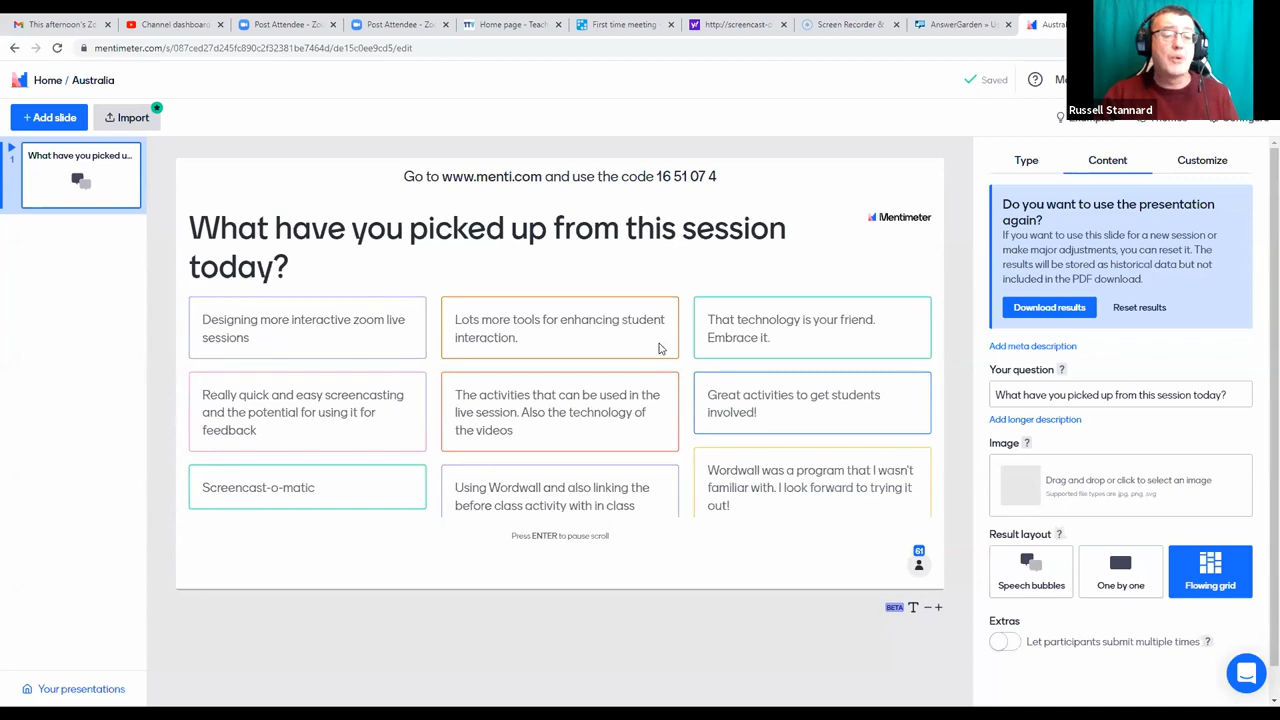 This afternoon's Zo
Channel dashboard
Post Attendee - Zoo
Post Attendee - Zoo
Home page - Teach
First time meeting
http://screencast-o
Screen Recorder &
AnswerGarden » U
Austral
mentimeter.com/s/087ced27d245fc890c2f32381be7464d/de15c0ee9cd5/edit
Home / Australia
Saved
Russell Stannard
+ Add slide
Import
1
What have you picked u...
Go to www.menti.com and use the code 16 51 07 4
Mentimeter
What have you picked up from this session
today?
Designing more interactive zoom live
sessions
Lots more tools for enhancing student
interaction.
That technology is your friend.
Embrace it.
Really quick and easy screencasting
and the potential for using it for
feedback
The activities that can be used in the
live session. Also the technology of
the videos
Great activities to get students
involved!
Screencast-o-matic
Using Wordwall and also linking the
before class activity with in class
Wordwall was a program that I wasn't
familiar with. I look forward to trying it
out!
Press ENTER to pause scroll
61
BETA T − +
Your presentations
Type
Content
Customize
Do you want to use the presentation
again?
If you want to use this slide for a new session or
make major adjustments, you can reset it. The
results will be stored as historical data but not
included in the PDF download.
Download results
Reset results
Add meta description
Your question ?
What have you picked up from this session today?
Add longer description
Image ?
Drag and drop or click to select an image
Supported file types are .jpg, .png, .svg
Result layout ?
Speech bubbles
One by one
Flowing grid
Extras
Let participants submit multiple times ?